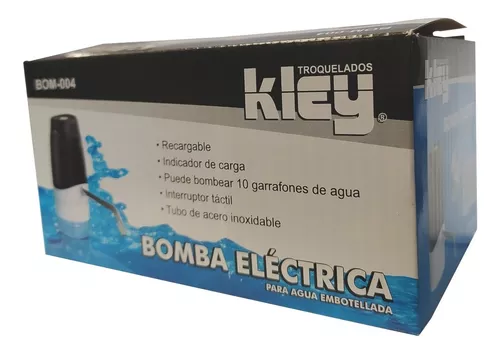 BOM-004
TROQUELADOS
kley®
• Recargable
• Indicador de carga
• Puede bombear 10 garrafones de agua
• Interruptor táctil
• Tubo de acero inoxidable
BOMBA ELÉCTRICA
PARA AGUA EMBOTELLADA